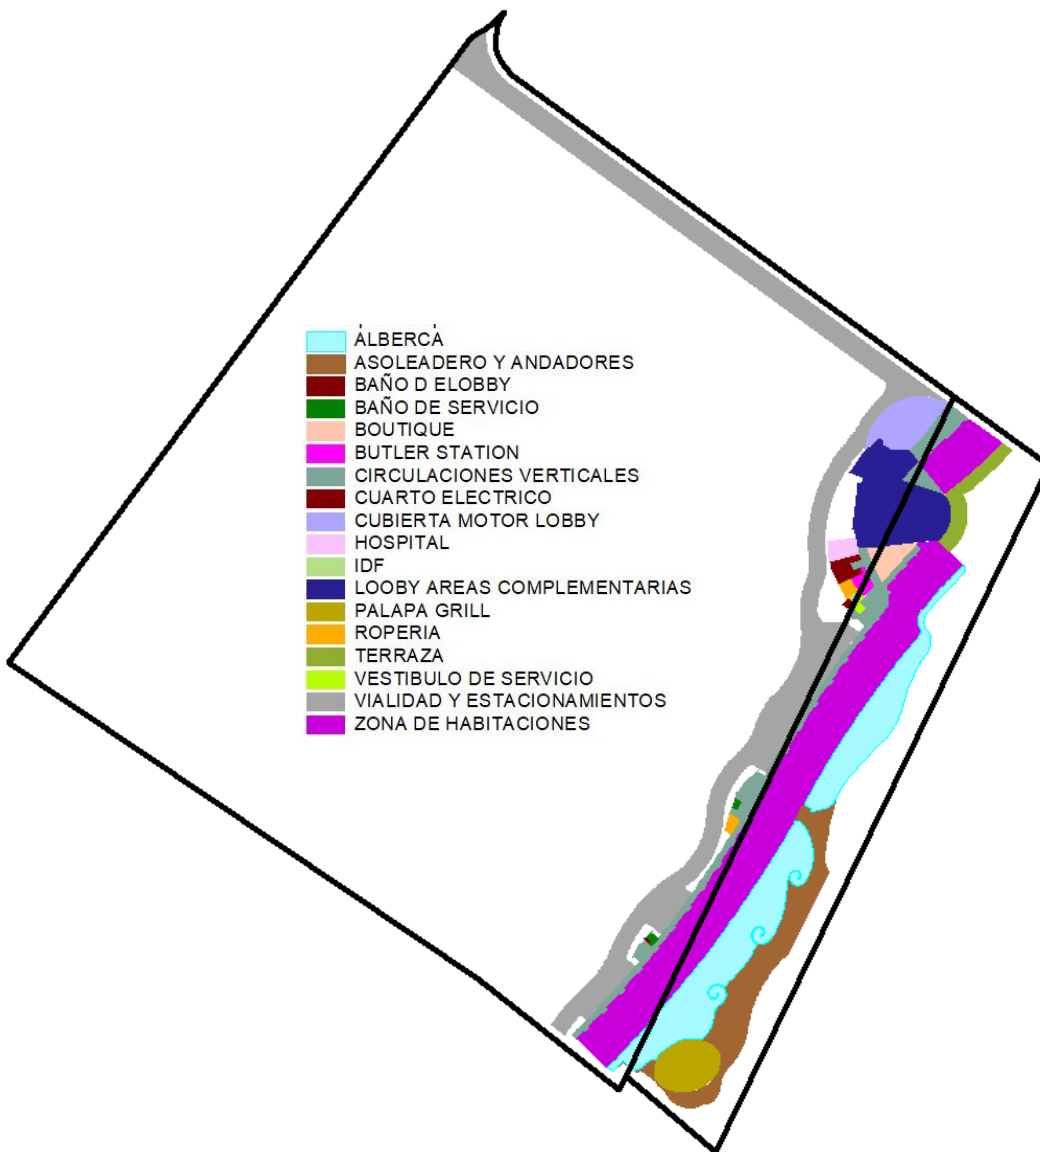 ALBERCA
ASOLEADERO Y ANDADORES
BAÑO D ELOBBY
BAÑO DE SERVICIO
BOUTIQUE
BUTLER STATION
CIRCULACIONES VERTICALES
CUARTO ELECTRICO
CUBIERTA MOTOR LOBBY
HOSPITAL
IDF
LOOBY AREAS COMPLEMENTARIAS
PALAPA GRILL
ROPERIA
TERRAZA
VESTIBULO DE SERVICIO
VIALIDAD Y ESTACIONAMIENTOS
ZONA DE HABITACIONES